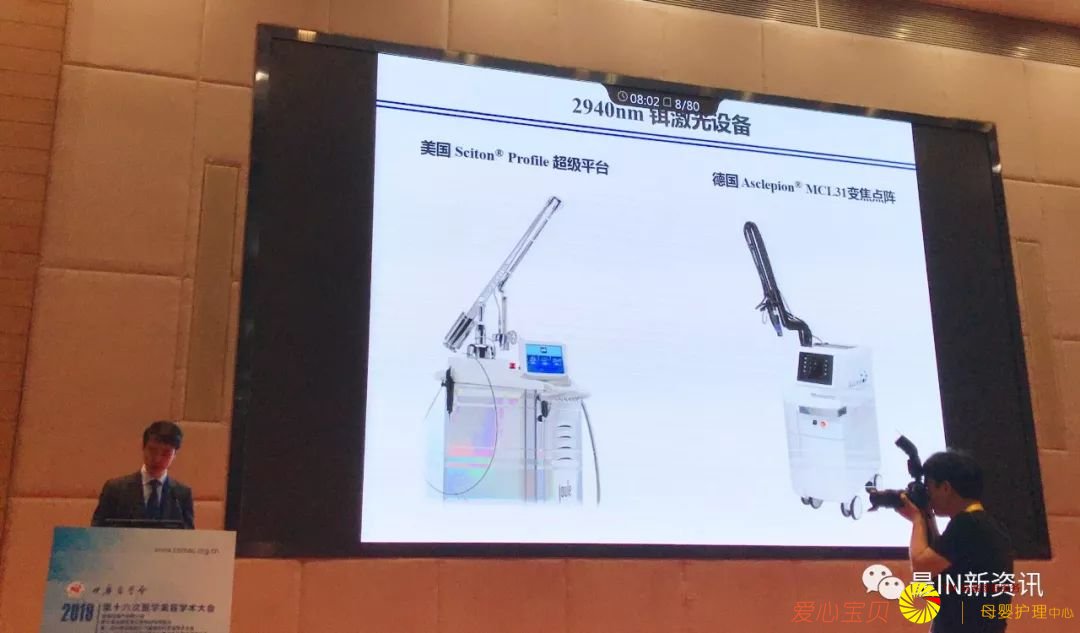 08:02 8/80
2940nm 铒激光设备
美国 Sciton® Profile 超级平台
德国 Asclepion® MCL31变焦点阵
joule
www.csmac.org.cn
中华医学会
2018
第十六次医学美容学术大会
是IN新资讯
爱心宝贝
母婴护理中心